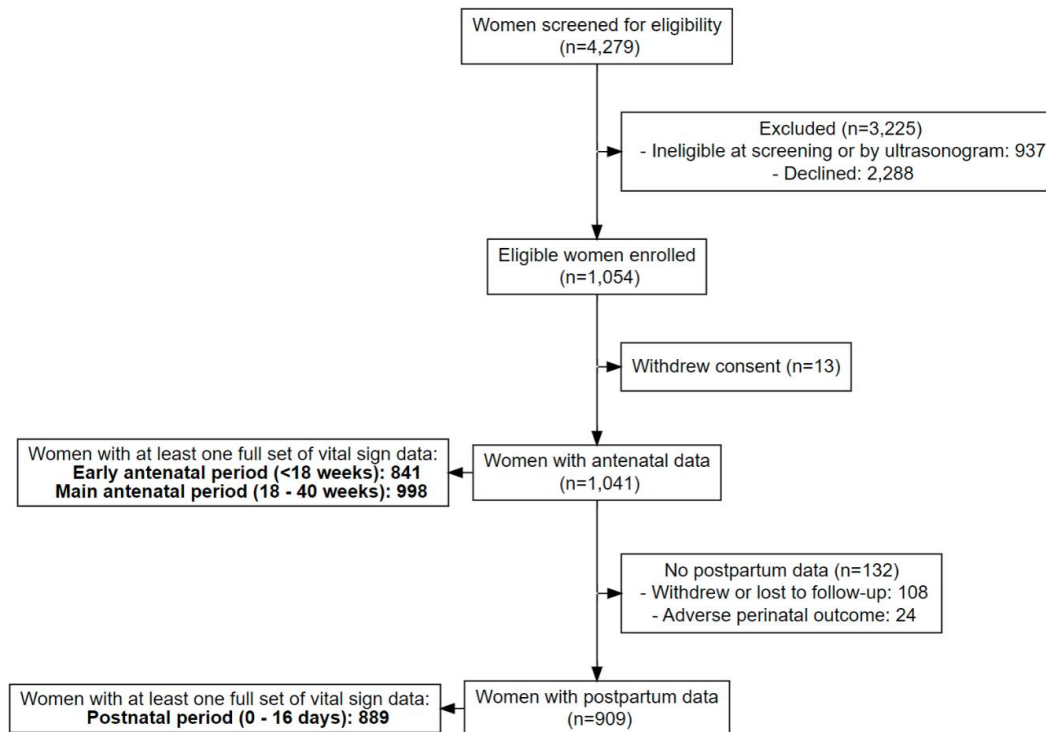 Women screened for eligibility
(n=4,279)
Excluded (n=3,225)
- Ineligible at screening or by ultrasonogram: 937
- Declined: 2,288
Eligible women enrolled
(n=1,054)
Withdrew consent (n=13)
Women with at least one full set of vital sign data:
Early antenatal period (<18 weeks): 841
Main antenatal period (18 - 40 weeks): 998
Women with antenatal data
(n=1,041)
No postpartum data (n=132)
- Withdrew or lost to follow-up: 108
- Adverse perinatal outcome: 24
Women with at least one full set of vital sign data:
Postnatal period (0 - 16 days): 889
Women with postpartum data
(n=909)